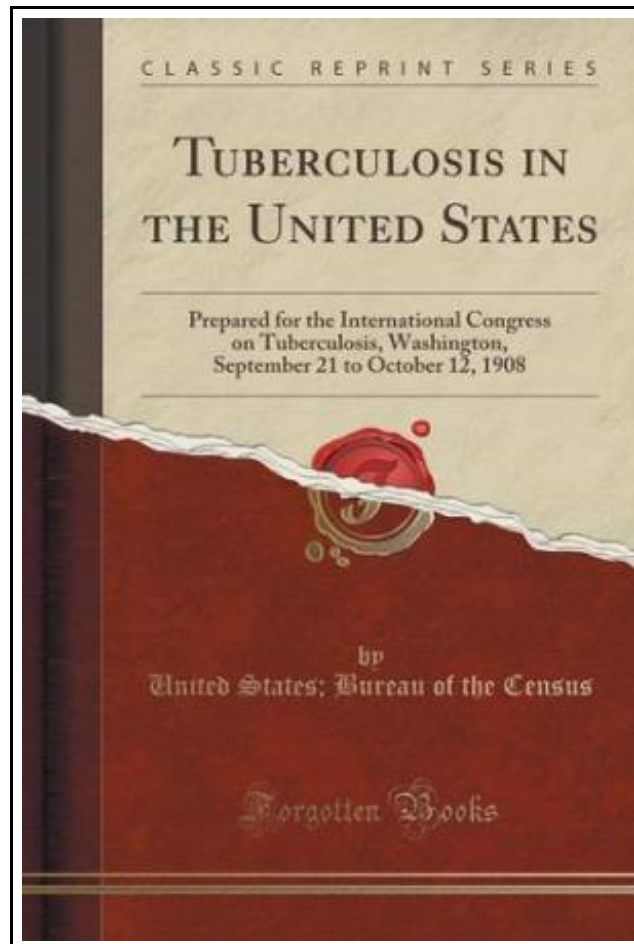 CLASSIC REPRINT SERIES
TUBERCULOSIS IN
THE UNITED STATES
Prepared for the International Congress
on Tuberculosis, Washington,
September 21 to October 12, 1908
by
United States; Bureau of the Census
Forgotten Books